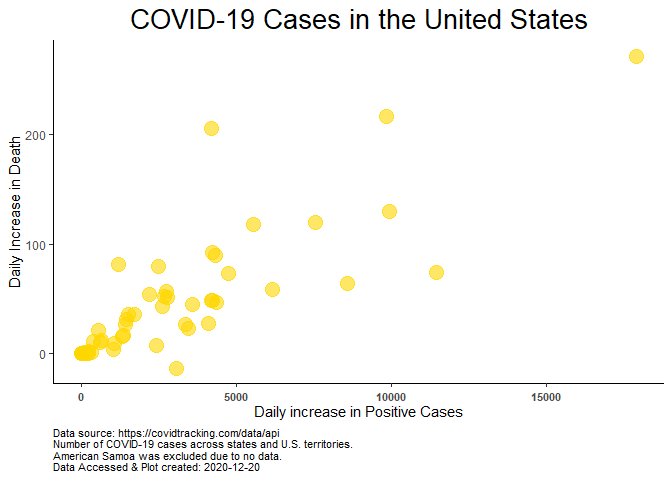 COVID-19 Cases in the United States
Daily Increase in Death
200
100
0
0 5000 10000 15000
Daily increase in Positive Cases
Data source: https://covidtracking.com/data/api
Number of COVID-19 cases across states and U.S. territories.
American Samoa was excluded due to no data.
Data Accessed & Plot created: 2020-12-20